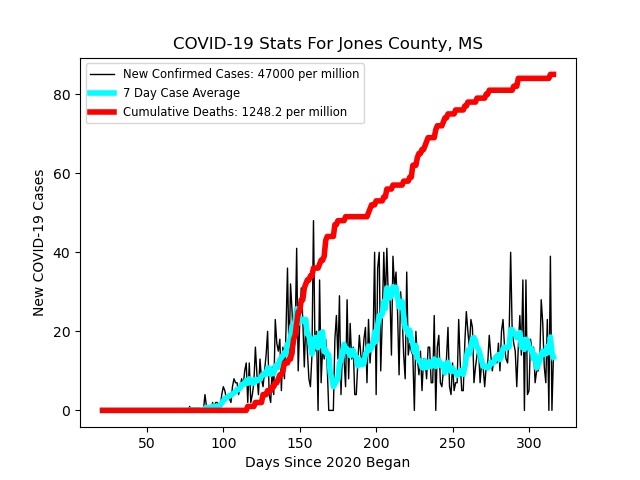 COVID-19 Stats For Jones County, MS
New Confirmed Cases: 47000 per million
7 Day Case Average
Cumulative Deaths: 1248.2 per million
80
60
40
20
0
New COVID-19 Cases
50 100 150 200 250 300
Days Since 2020 Began